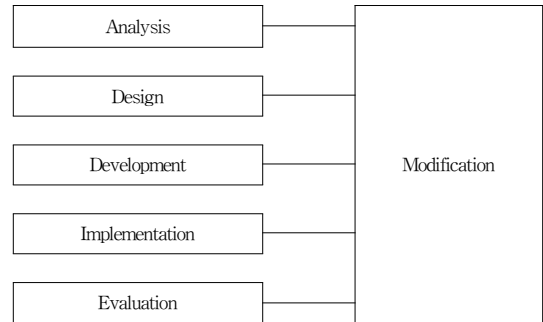 Analysis
Design
Development
Modification
Implementation
Evaluation